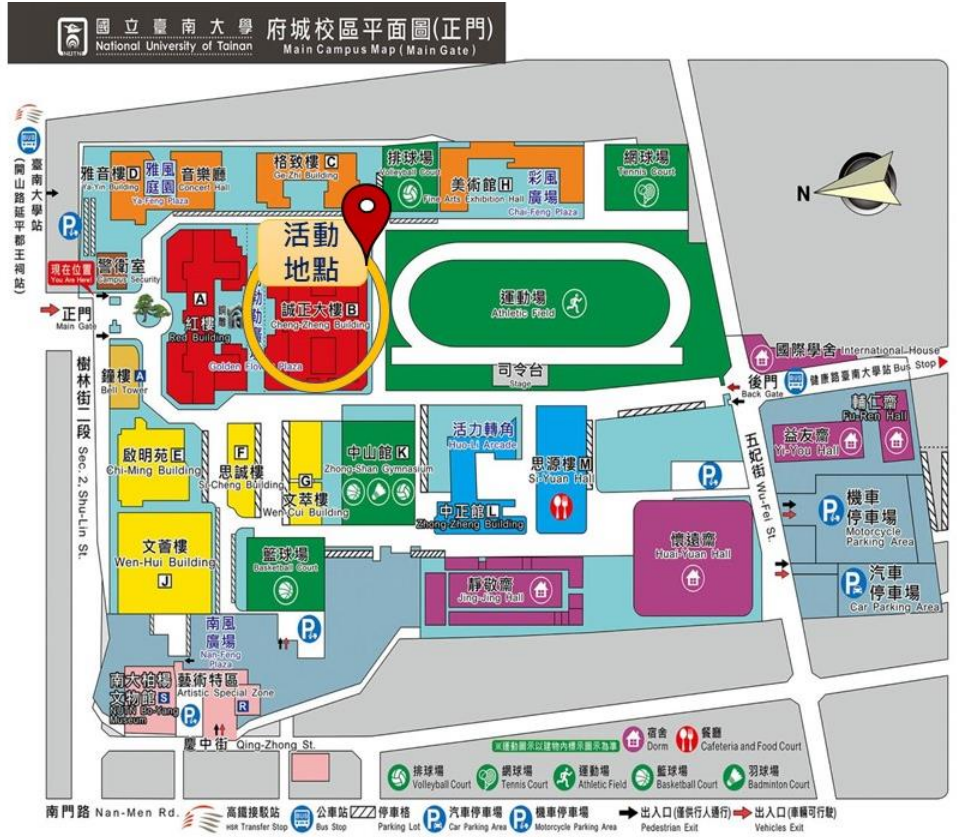 國立臺南大學 府城校區平面圖(正門)
National University of Tainan Main Campus Map (Main Gate)
NUTN
BUS
臺南大學站
(開山路延平郡王祠站)
雅音樓 D
Ya-Yin Building
雅風庭園
Ya-Feng Plaza
音樂廳
Concert Hall
格致樓 C
Ge-Zhi Building
排球場
Volleyball Court
美術館 H
Fine Arts Exhibition Hall
彩風廣場
Chai-Feng Plaza
網球場
Tennis Court
N
P
活動
地點
現在位置
You Are Here!
警衛室
Campus Security
正門
Main Gate
A
紅樓
Red Building
誠正大樓 B
Cheng-Zheng Building
Plaza
運動場
Athletic Field
司令台
Stage
國際學舍 International House
後門
Back Gate
BUS
健康路臺南大學站 Bus Stop
鐘樓 A
Bell Tower
樹林街二段 Sec. 2, Shu-Lin St.
啟明苑 E
Chi-Ming Building
F
思誠樓
Si-Cheng Building
G
文萃樓
Wen-Cui Building
中山館 K
Zhong-Shan Gymnasium
活力轉角
Huo-Li Arcade
中正館 L
Zhong-Zheng Building
思源樓 M
Si-Yuan Hall
P
五妃街 Wu-Fei St.
輔仁齋
Fu-Ren Hall
益友齋
Yi-You Hall
P
機車
停車場
Motorcycle
Parking Area
P
汽車
停車場
Car Parking Area
文薈樓
Wen-Hui Building
J
籃球場
Basketball Court
靜敬齋
Jing-Jing Hall
懷遠齋
Huai-Yuan Hall
南風
廣場
Nan-Feng
Plaza
P
南大柏楊
文物館 S
NUTN Bo-Yang
Museum
藝術特區
Artistic Special Zone
R
P
慶中街 Qing-Zhong St.
※運動圖示以建物內標示圖示為準
宿舍
Dorm
餐廳
Cafeteria and Food Court
排球場
Volleyball Court
網球場
Tennis Court
運動場
Athletic Field
籃球場
Basketball Court
羽球場
Badminton Court
南門路 Nan-Men Rd.
高鐵接駁站
HSR Transfer Stop
BUS
公車站
Bus Stop
停車格
Parking Lot
P
汽車停車場
Car Parking Area
P
機車停車場
Motorcycle Parking Area
出入口(僅供行人通行)
Pedestrian Exit
出入口(車輛可行駛)
Vehicles Exit